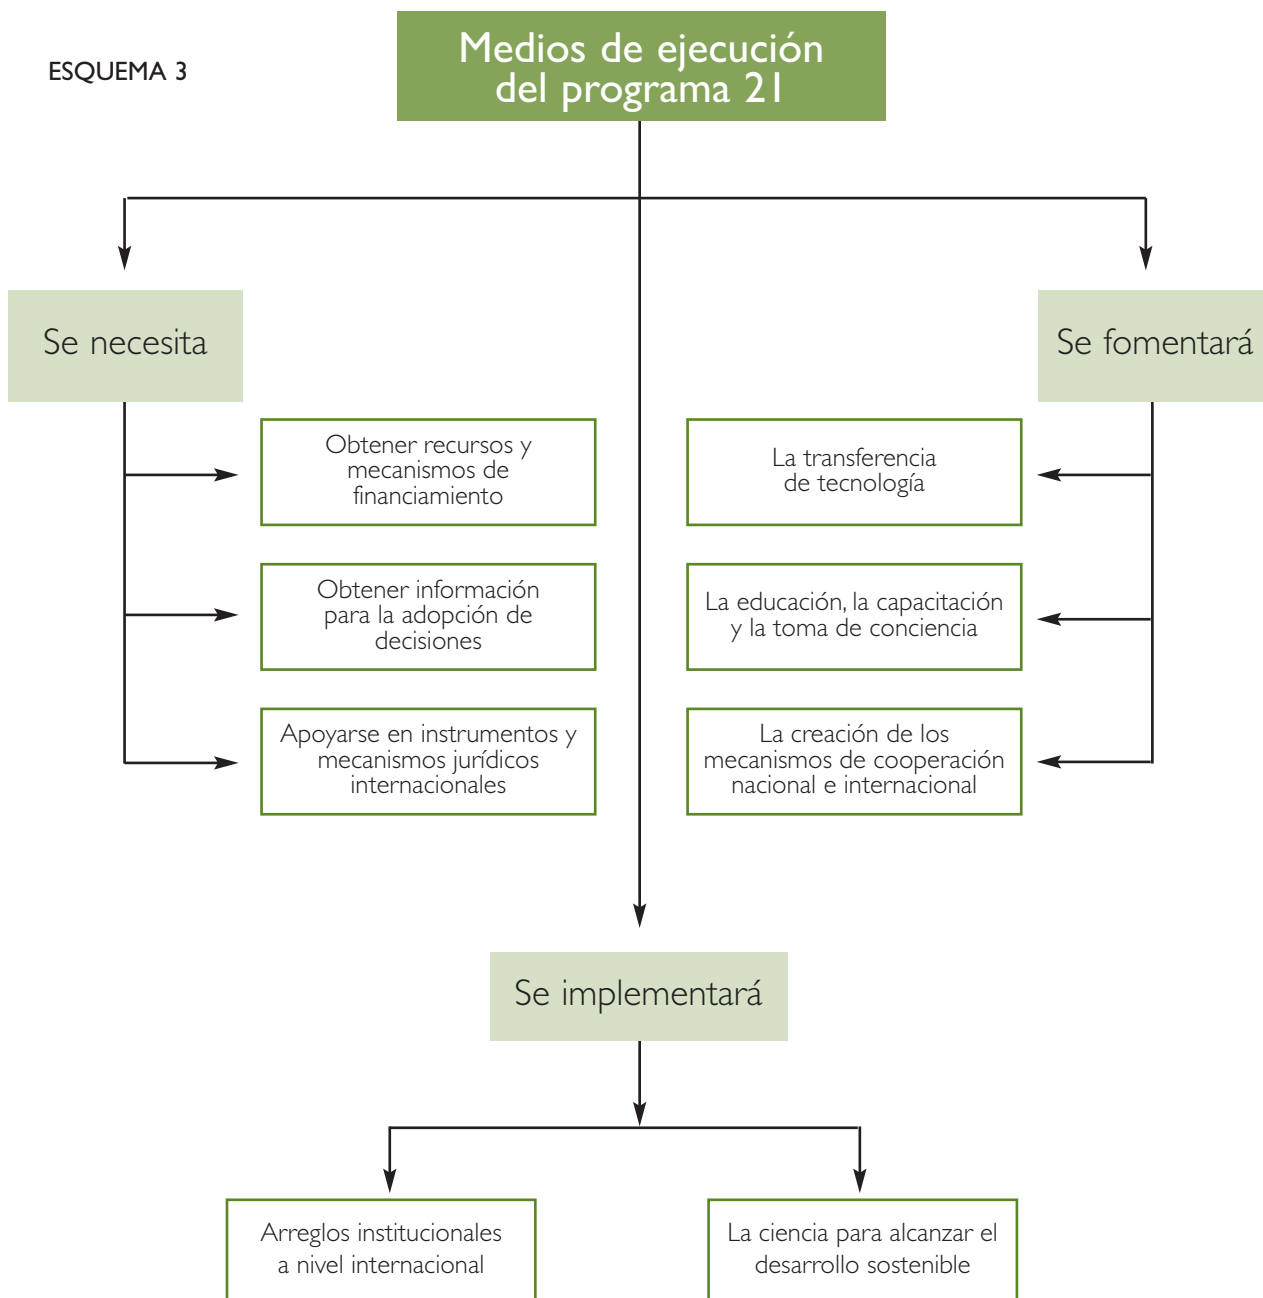 ESQUEMA 3
Medios de ejecución
del programa 21
Se necesita
Se fomentará
Obtener recursos y
mecanismos de
financiamiento
La transferencia
de tecnología
Obtener información
para la adopción de
decisiones
La educación, la capacitación
y la toma de conciencia
Apoyarse en instrumentos y
mecanismos jurídicos
internacionales
La creación de los
mecanismos de cooperación
nacional e internacional
Se implementará
Arreglos institucionales
a nivel internacional
La ciencia para alcanzar el
desarrollo sostenible